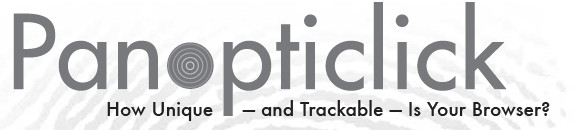 Panopticlick
How Unique — and Trackable — Is Your Browser?